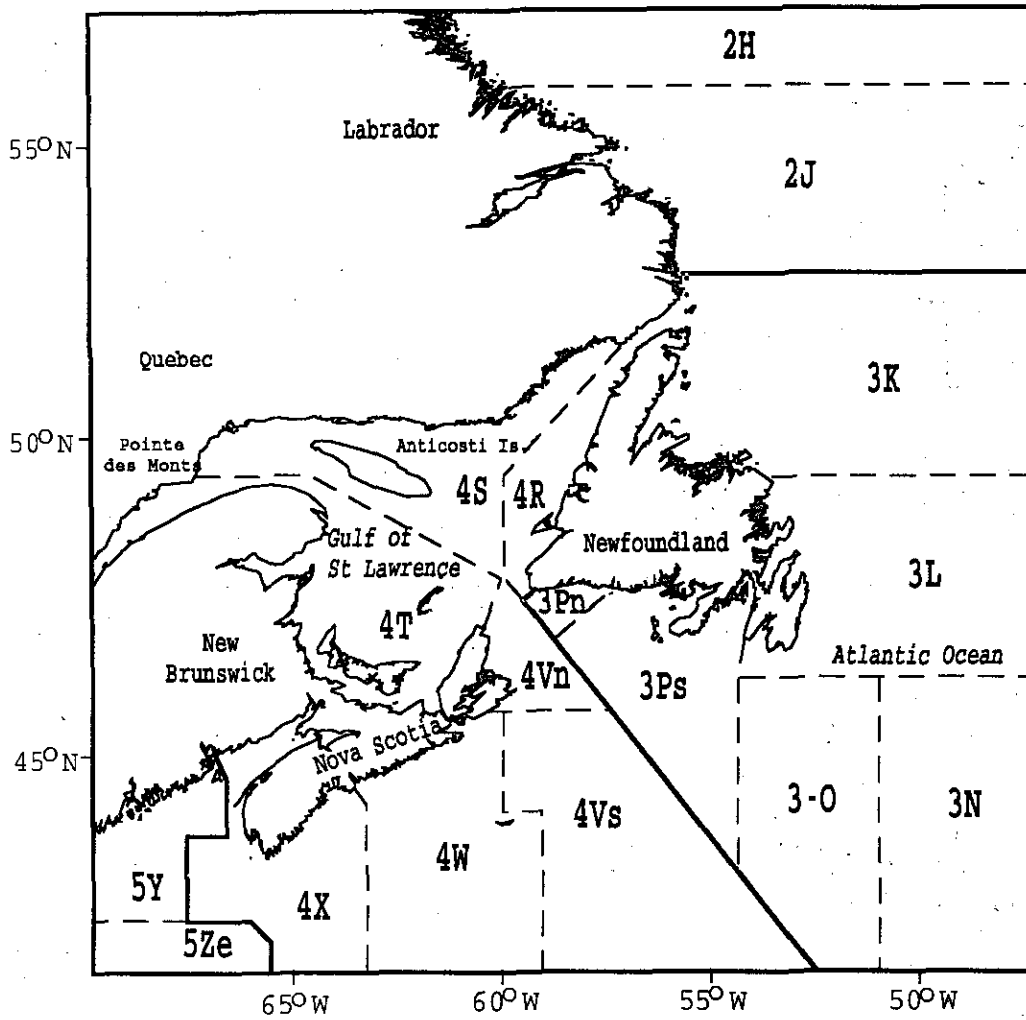 2H
Labrador
55°N
2J
Quebec
3K
50°N
Pointe
des Monts
Anticosti Is.
4S
4R
Gulf of
St Lawrence
Newfoundland
3L
3Pn
4T
New
Brunswick
4Vn
3Ps
Atlantic Ocean
Nova Scotia
45°N
3-O
3N
4Vs
4W
5Y
4X
5Ze
65°W
60°W
55°W
50°W